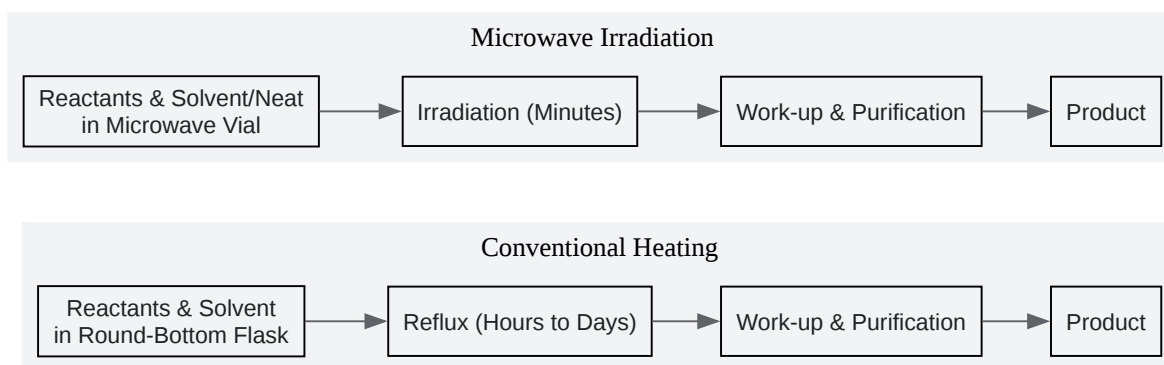 Microwave Irradiation
Reactants & Solvent/Neat
in Microwave Vial
Irradiation (Minutes)
Work-up & Purification
Product
Conventional Heating
Reactants & Solvent
in Round-Bottom Flask
Reflux (Hours to Days)
Work-up & Purification
Product